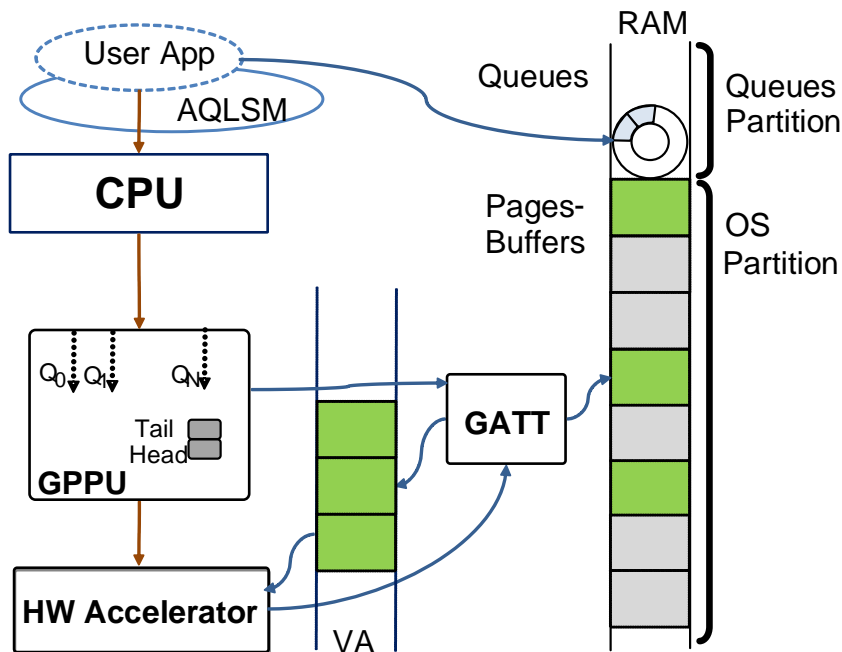 RAM
User App
Queues
Queues
Partition
AQLSM
CPU
Pages-
Buffers
OS
Partition
Q0
Q1
QN
Tail
Head
GPPU
GATT
HW Accelerator
VA